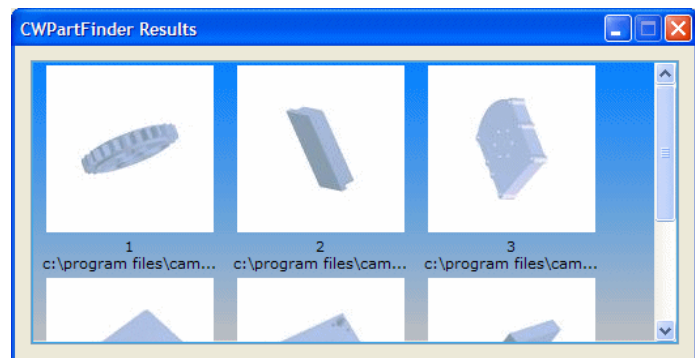 CWPartFinder Results
1
c:\program files\cam...
2
c:\program files\cam...
3
c:\program files\cam...